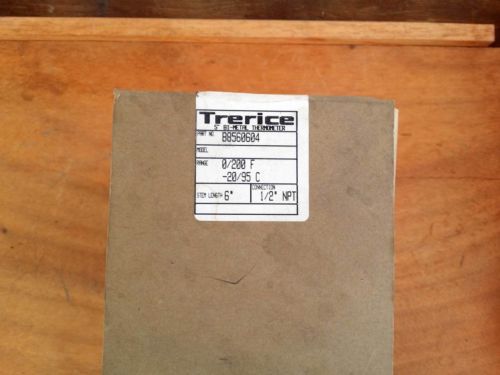 Trerice
5" BI-METAL THERMOMETER
PART NO B8560604
MODEL
RANGE 0/200 F
-20/95 C
STEM LENGTH 6" CONNECTION 1/2" NPT